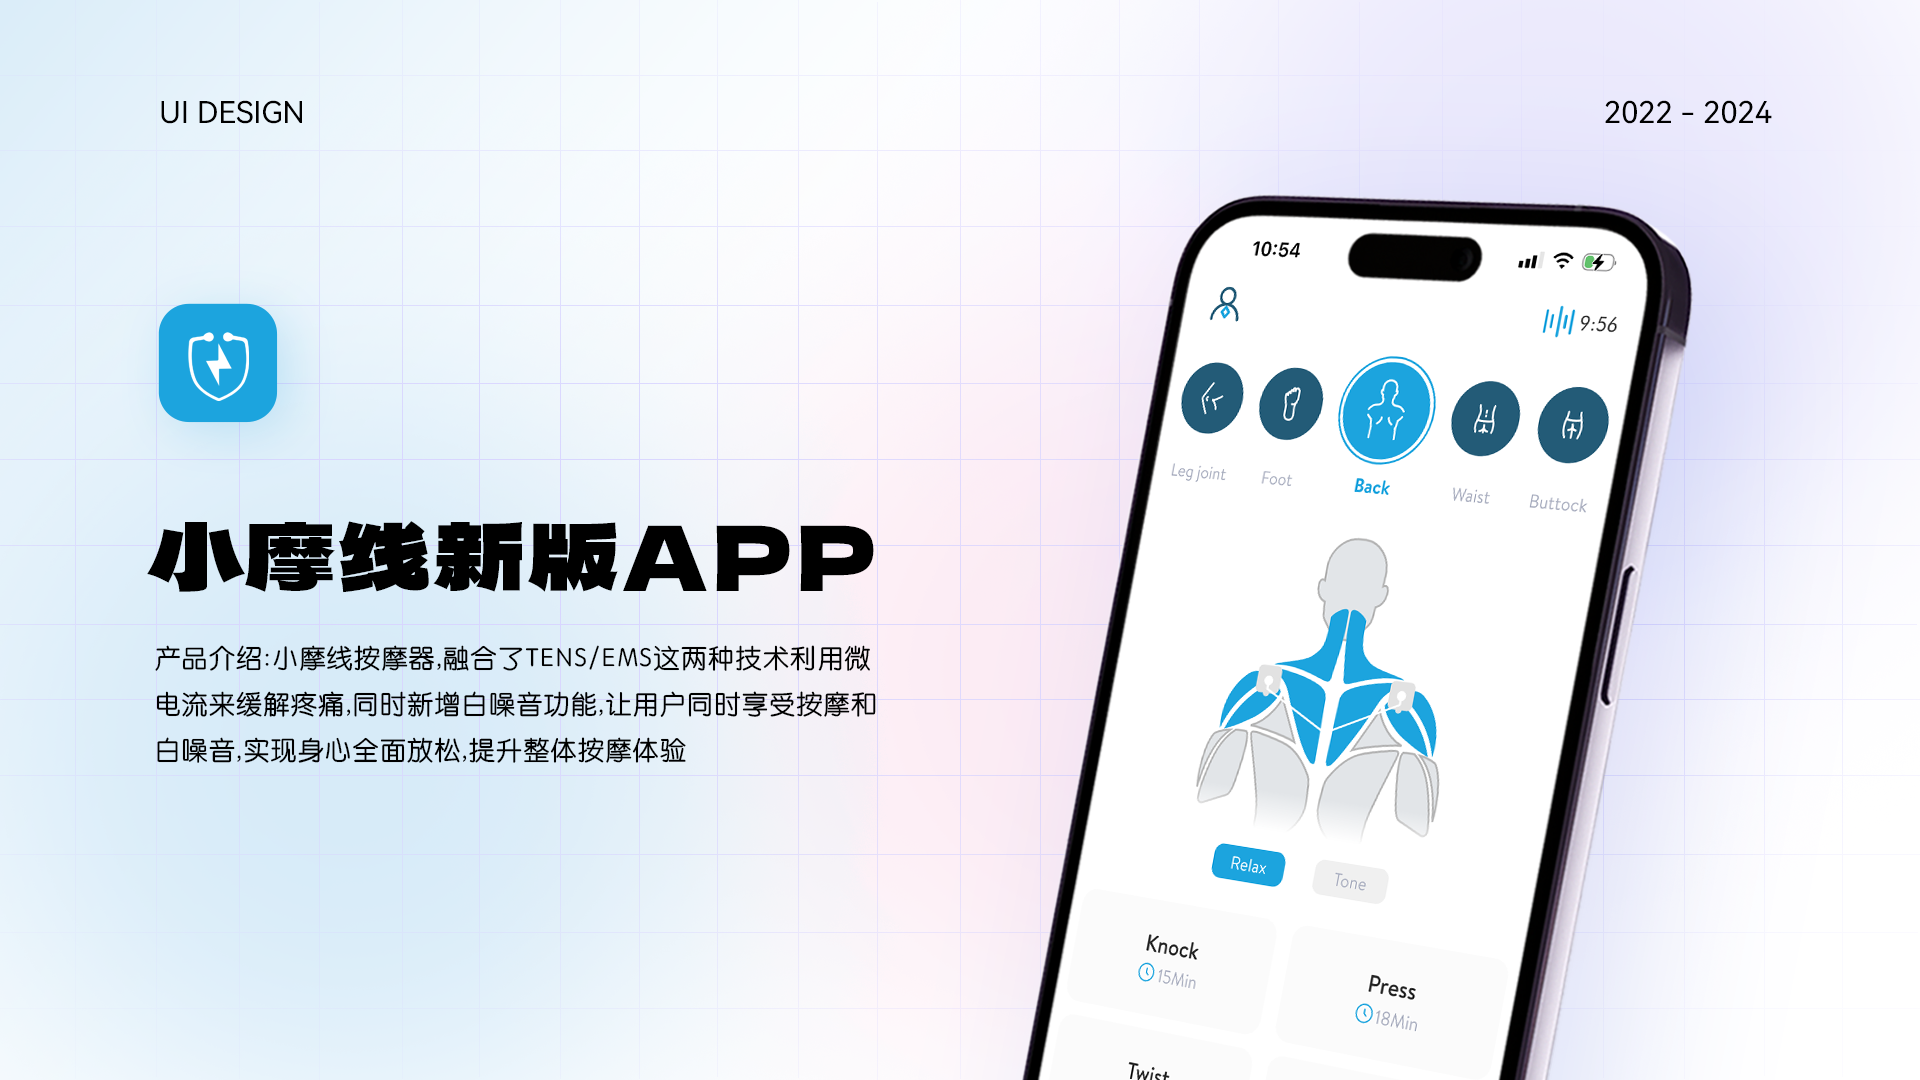 UI DESIGN
2022 - 2024
小摩线新版APP
产品介绍:小摩线按摩器,融合了TENS/EMS这两种技术利用微
电流来缓解疼痛,同时新增白噪音功能,让用户同时享受按摩和
白噪音,实现身心全面放松,提升整体按摩体验
10:54
9:56
Leg joint
Foot
Back
Waist
Buttock
Relax
Tone
Knock
15Min
Press
18Min
Twist